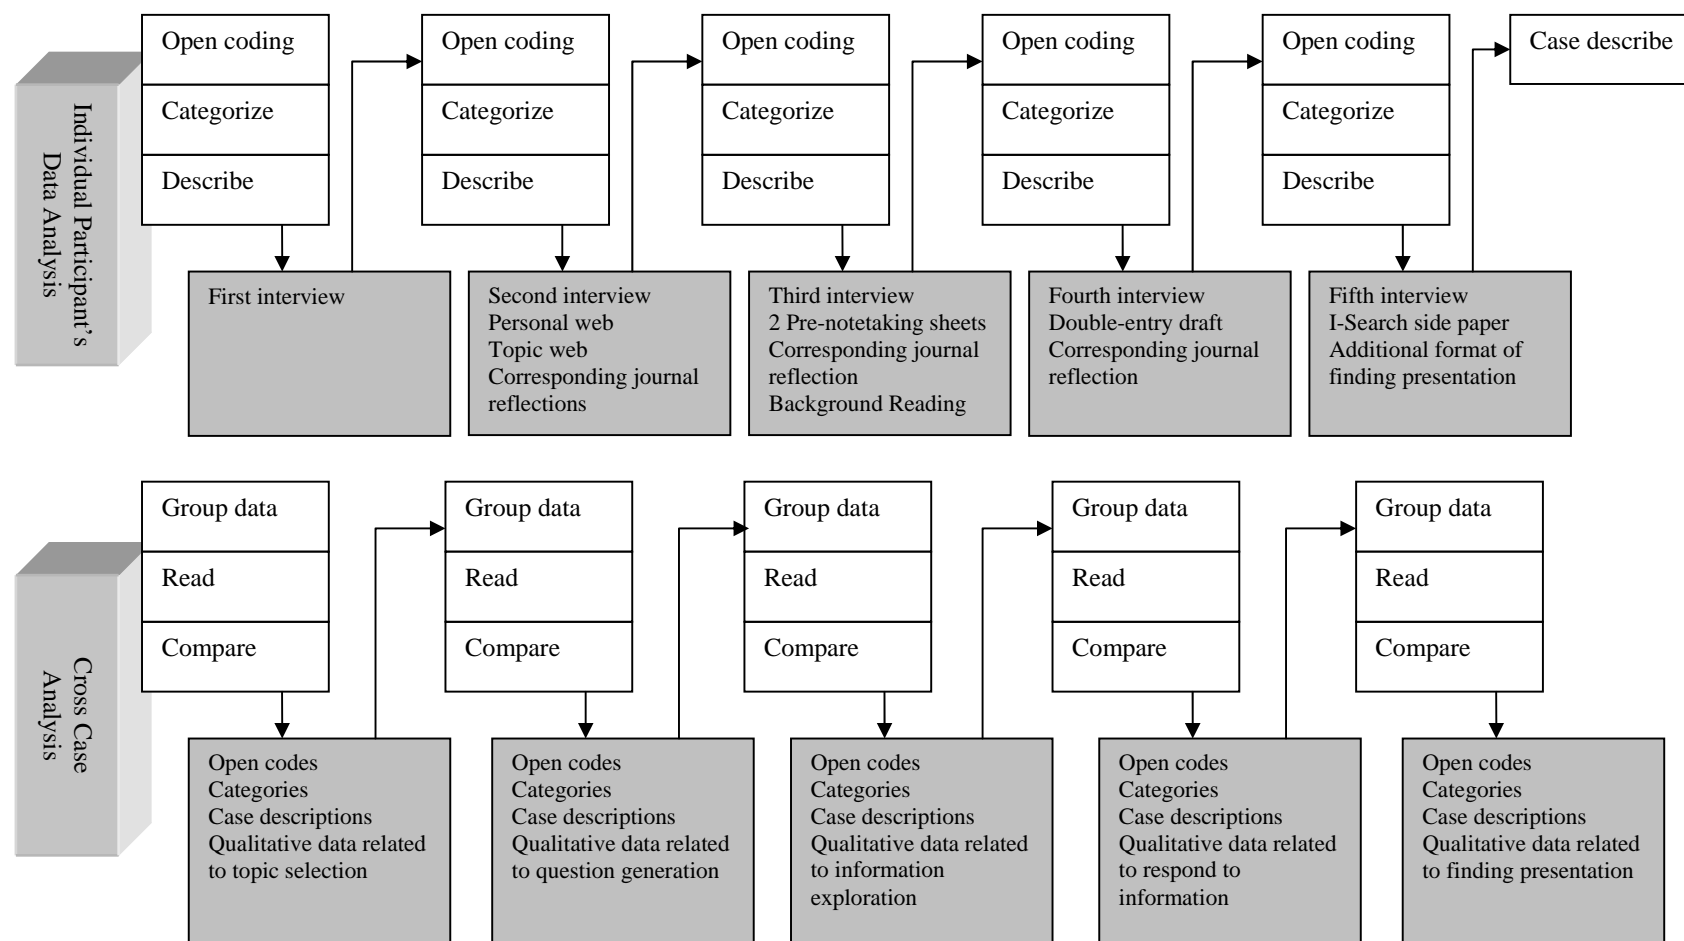 Individual Participant's
Data Analysis
Open coding
Categorize
Describe
Open coding
Categorize
Describe
Open coding
Categorize
Describe
Open coding
Categorize
Describe
Open coding
Categorize
Describe
Case describe
First interview
Second interview
Personal web
Topic web
Corresponding journal
reflections
Third interview
2 Pre-notetaking sheets
Corresponding journal
reflection
Background Reading
Fourth interview
Double-entry draft
Corresponding journal
reflection
Fifth interview
I-Search side paper
Additional format of
finding presentation
Cross Case
Analysis
Group data
Read
Compare
Group data
Read
Compare
Group data
Read
Compare
Group data
Read
Compare
Group data
Read
Compare
Open codes
Categories
Case descriptions
Qualitative data related
to topic selection
Open codes
Categories
Case descriptions
Qualitative data related
to question generation
Open codes
Categories
Case descriptions
Qualitative data related
to information
exploration
Open codes
Categories
Case descriptions
Qualitative data related
to respond to
information
Open codes
Categories
Case descriptions
Qualitative data related
to finding presentation